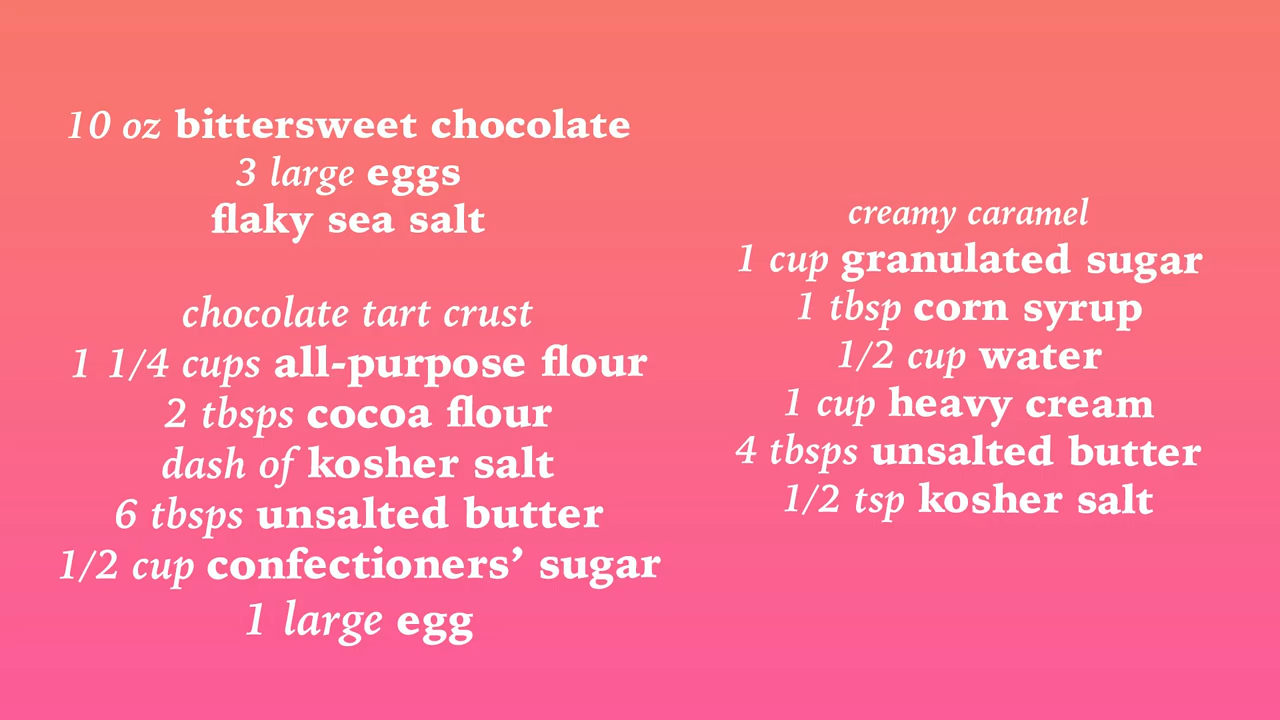 10 oz bittersweet chocolate
3 large eggs
flaky sea salt
chocolate tart crust
1 1/4 cups all-purpose flour
2 tbsps cocoa flour
dash of kosher salt
6 tbsps unsalted butter
1/2 cup confectioners’ sugar
1 large egg
creamy caramel
1 cup granulated sugar
1 tbsp corn syrup
1/2 cup water
1 cup heavy cream
4 tbsps unsalted butter
1/2 tsp kosher salt